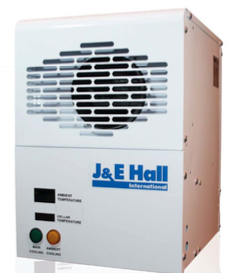 J&E Hall
International
AMBIENT
TEMPERATURE
CELLAR
TEMPERATURE
MAIN COOLING
AMBIENT COOLING